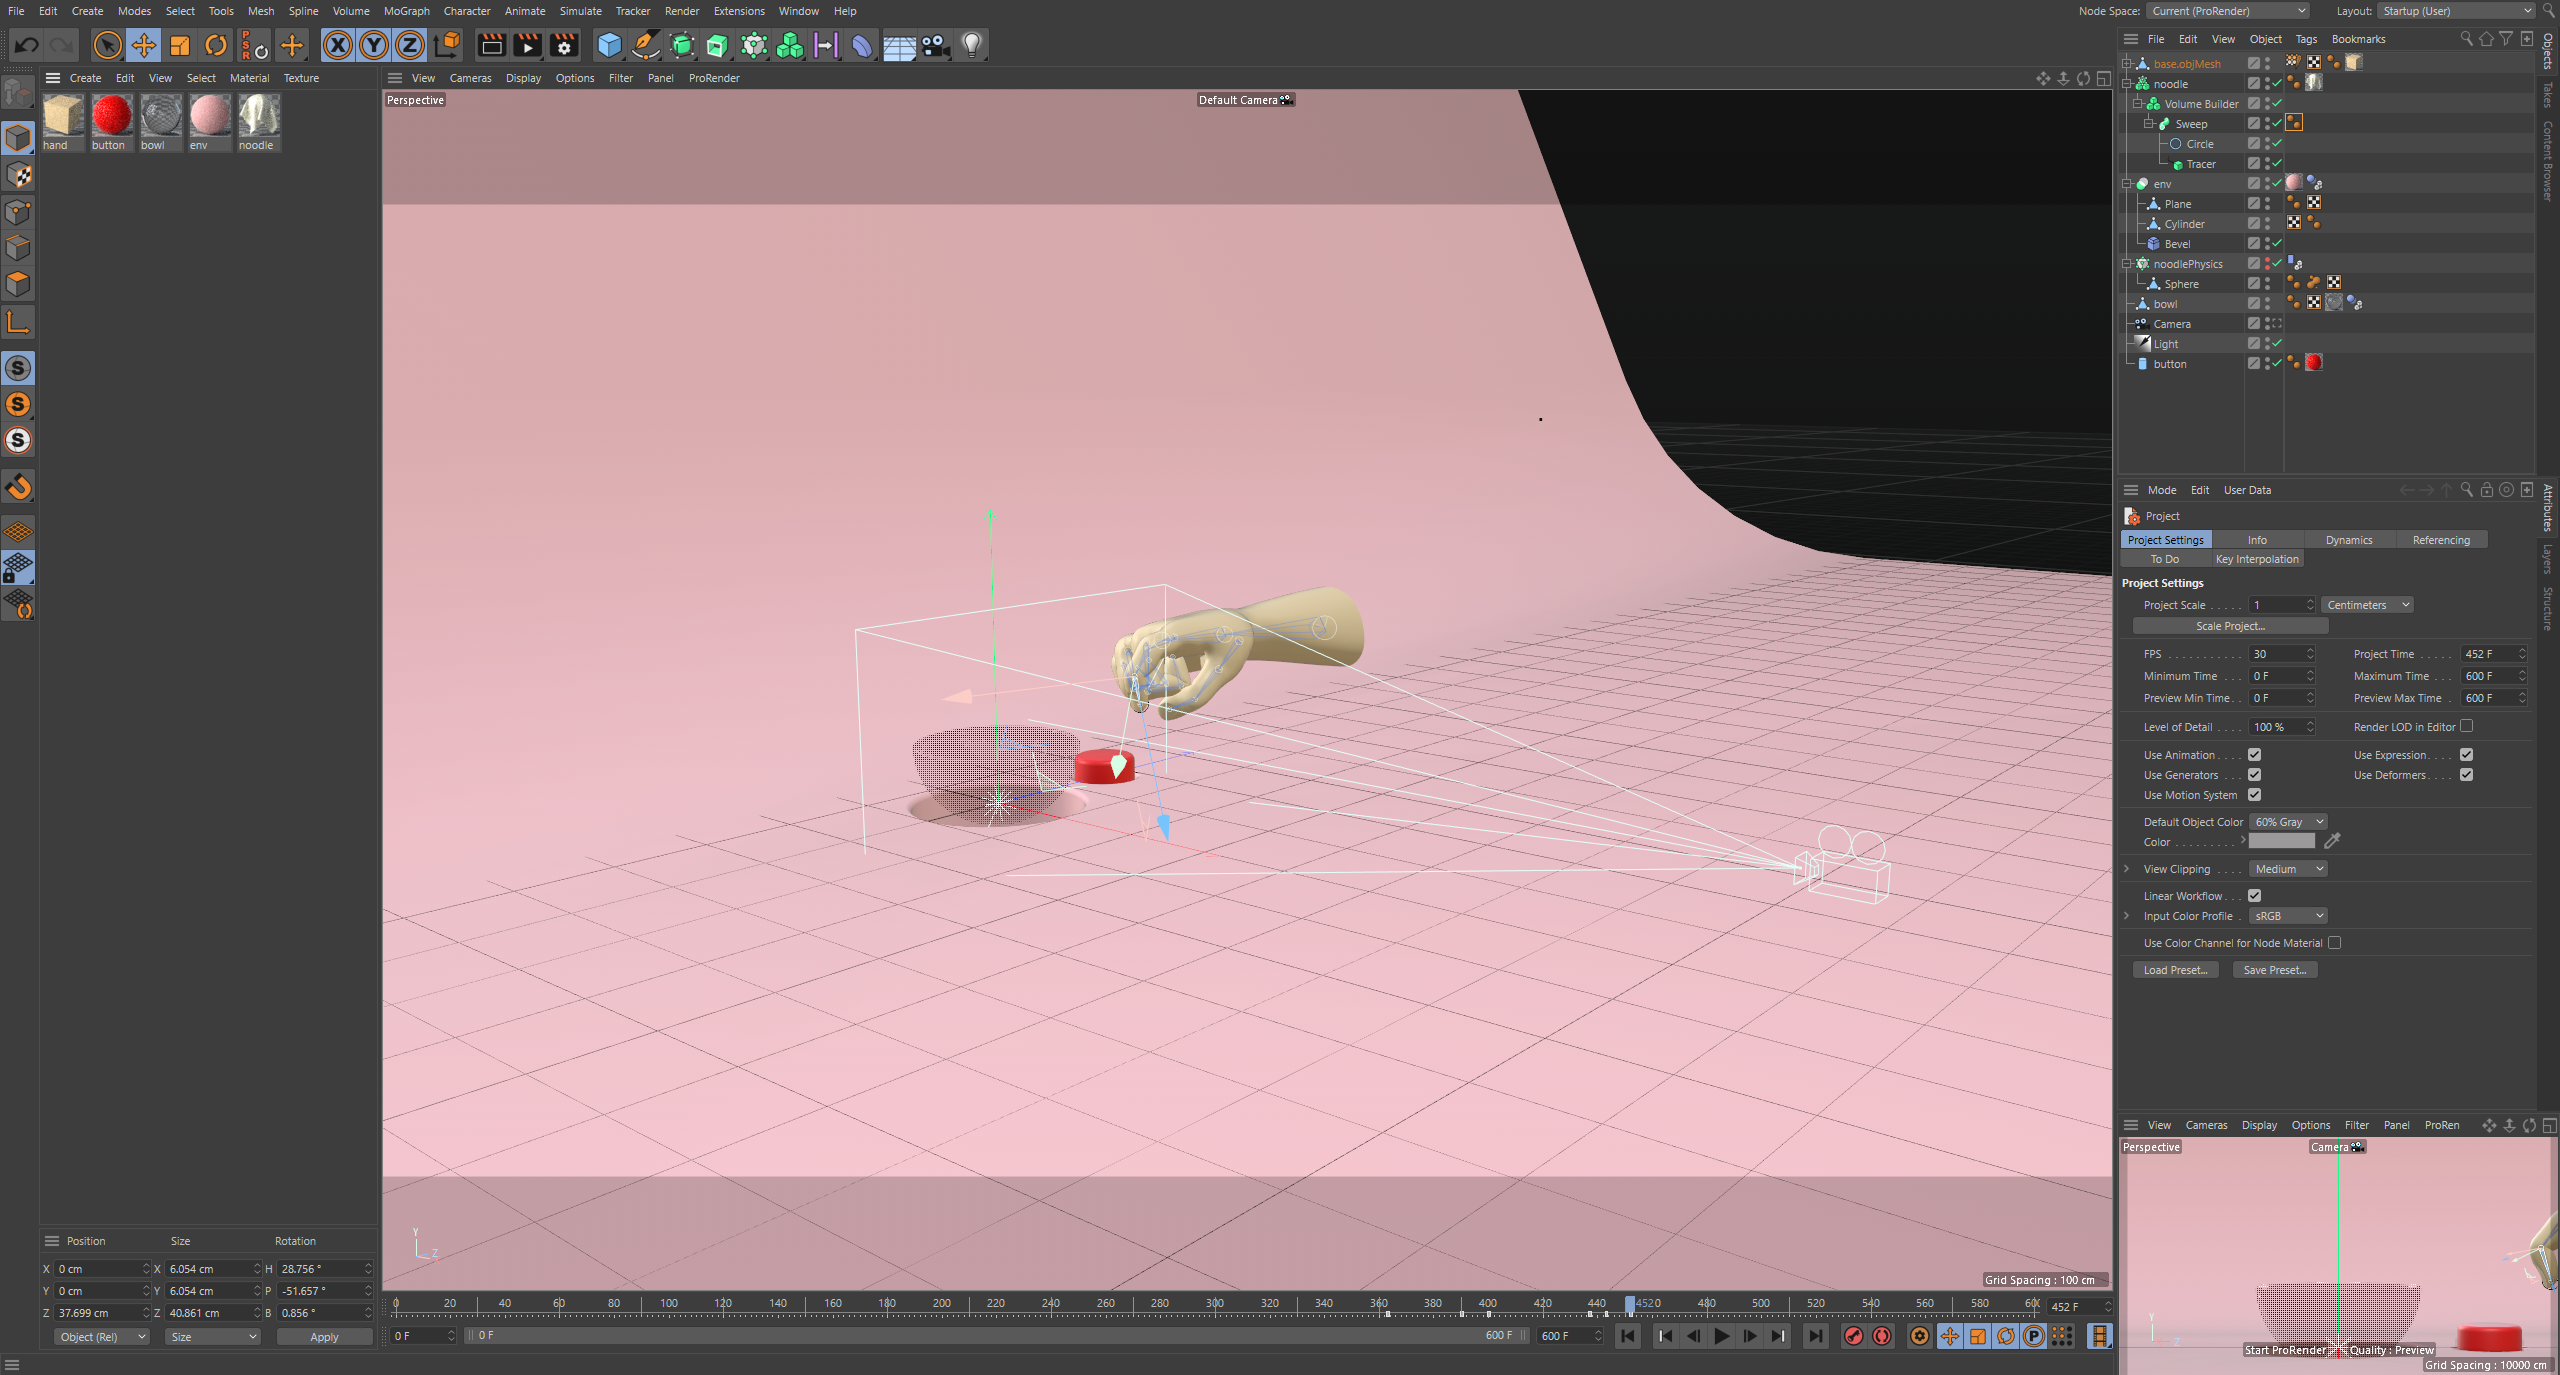 File Edit Create Modes Select Tools Mesh Spline Volume MoGraph Character Animate Simulate Tracker Render Extensions Window Help
Node Space: Current (ProRender) Layout: Startup (User)
PSR
X Y Z
Create Edit View Select Material Texture
hand button bowl env noodle
S
S
S
View Cameras Display Options Filter Panel ProRender
Perspective
Default Camera
Y
Z
Grid Spacing : 100 cm
File Edit View Object Tags Bookmarks
base.objMesh
noodle
Volume Builder
Sweep
Circle
Tracer
env
Plane
Cylinder
Bevel
noodlePhysics
Sphere
bowl
Camera
Light
button
Objects
Takes
Content Browser
Mode Edit User Data
Project
Project Settings Info Dynamics Referencing
To Do Key Interpolation
Project Settings
Project Scale ..... 1 Centimeters
Scale Project...
FPS ........... 30 Project Time ..... 452 F
Minimum Time ... 0 F Maximum Time ... 600 F
Preview Min Time. . 0 F Preview Max Time . 600 F
Level of Detail .... 100 % Render LOD in Editor
Use Animation .... Use Expression ....
Use Generators ... Use Deformers....
Use Motion System
Default Object Color 60% Gray
Color .........
View Clipping .... Medium
Linear Workflow ...
Input Color Profile . sRGB
Use Color Channel for Node Material
Load Preset... Save Preset...
Attributes
Layers
Structure
View Cameras Display Options Filter Panel ProRen
Perspective
Camera
Y
Z
Start ProRender
Quality : Preview
Grid Spacing : 10000 cm
Position Size Rotation
X 0 cm X 6.054 cm H 28.756 °
Y 0 cm Y 6.054 cm P -51.657 °
Z 37.699 cm Z 40.861 cm B 0.856 °
Object (Rel) Size Apply
0 20 40 60 80 100 120 140 160 180 200 220 240 260 280 300 320 340 360 380 400 420 440 4520 480 500 520 540 560 580 60 452 F
0 F 0 F 600 F 600 F
P